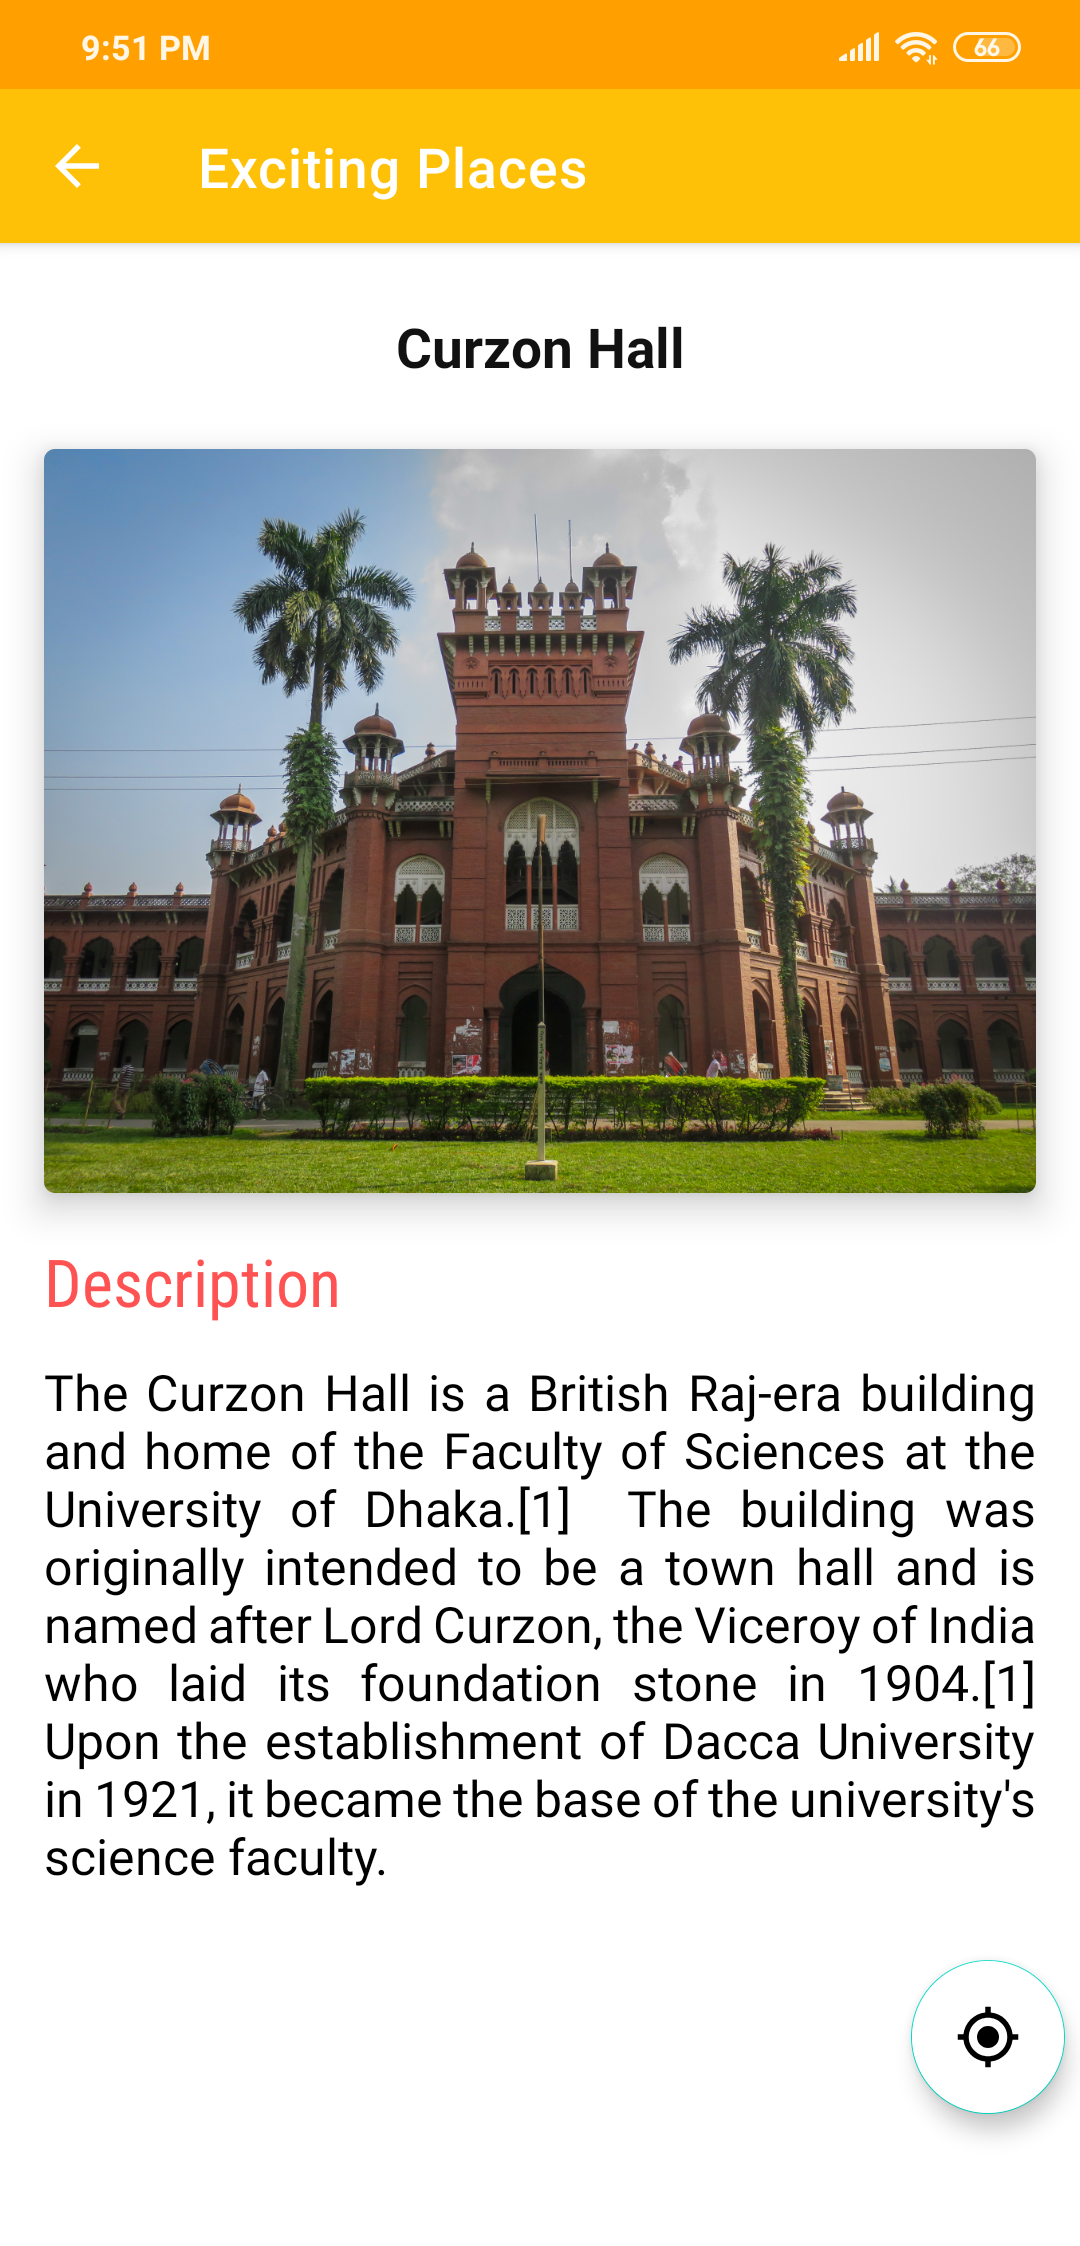 9:51 PM
66
Exciting Places
Curzon Hall
Description
The Curzon Hall is a British Raj-era building
and home of the Faculty of Sciences at the
University of Dhaka.[1]  The building was
originally intended to be a town hall and is
named after Lord Curzon, the Viceroy of India
who laid its foundation stone in 1904.[1]
Upon the establishment of Dacca University
in 1921, it became the base of the university's
science faculty.